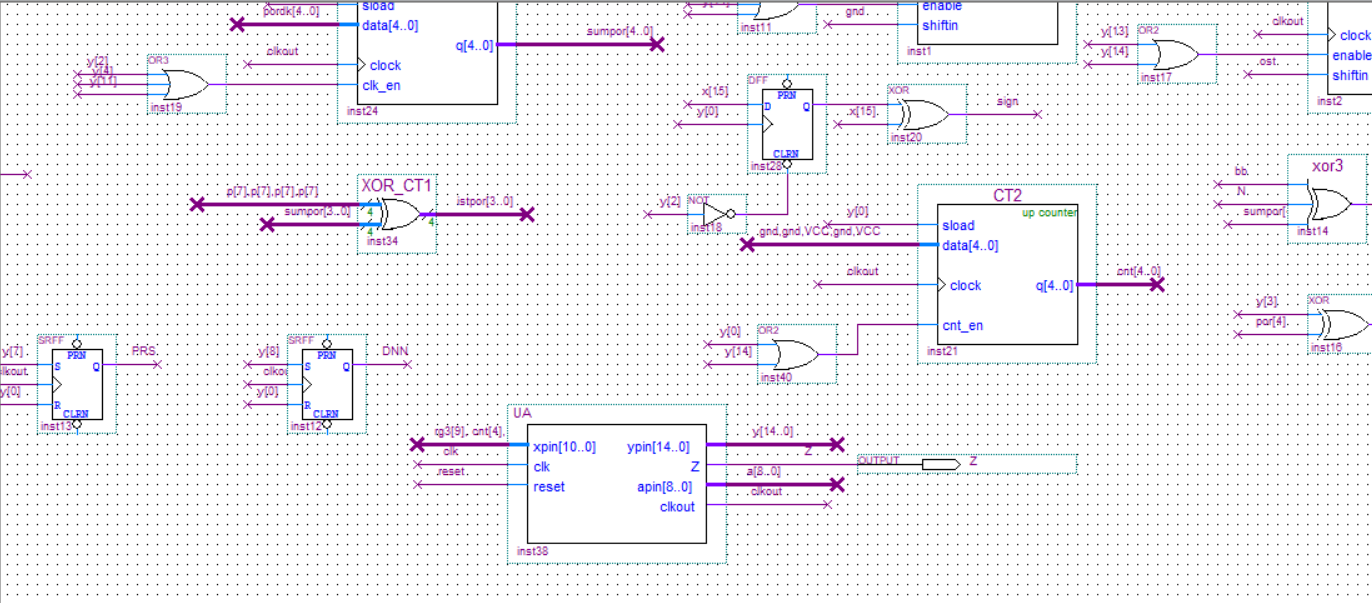 pordk[4..0]
sload
data[4..0]
q[4..0]
sumpor[4..0]
clkout
clock
clk_en
inst24
y[2]
y[4]
y[11]
OR3
inst19
inst11
gnd
enable
shiftin
inst1
y[13]
y[14]
OR2
inst17
clkout
ost
clock
enable
shiftin
inst2
x[15]
y[0]
DFF
PRN
D
Q
CLRN
inst28
x[15]
XOR
inst20
sign
p[7],p[7],p[7],p[7]
sumpor[3..0]
XOR_CT1
4
4
4
inst34
istpor[3..0]
y[2]
NOT
inst18
CT2
up counter
y[0]
gnd,gnd,VCC,gnd,VCC
sload
data[4..0]
clkout
clock
q[4..0]
cnt[4..0]
cnt_en
inst21
bb
N
sumpor[
xor3
inst14
y[3]
por[4]
XOR
inst16
y[0]
y[14]
OR2
inst40
y[7]
clkout
y[0]
SRFF
PRN
S
Q
R
CLRN
inst13
PRS
y[8]
clko
y[0]
SRFF
PRN
S
Q
R
CLRN
inst12
DNN
UA
rg3[9], cnt[4],
clk
reset
xpin[10..0]
clk
reset
ypin[14..0]
Z
apin[8..0]
clkout
inst38
y[14..0]
Z
a[8..0]
clkout
OUTPUT
Z